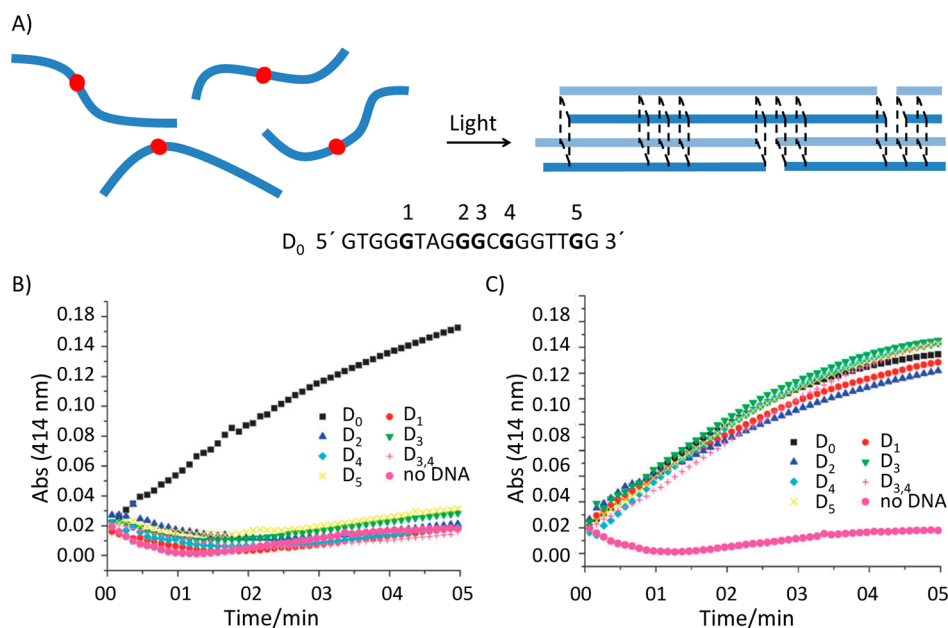 A)
Light
1 2 3 4 5
D₀ 5´ GTGGGTAGGGCGGGTTGG 3´
B)
C)
Abs (414 nm)
0.18
0.14
0.12
0.10
0.08
0.06
0.04
0.02
0.00
D₀ D₁
D₂ D₃
D₄ D₃,₄
D₅ no DNA
00 01 02 03 04 05
Time/min
Abs (414 nm)
0.18
0.14
0.12
0.10
0.08
0.06
0.04
0.02
0.00
D₀ D₁
D₂ D₃
D₄ D₃,₄
D₅ no DNA
00 01 02 03 04 05
Time/min